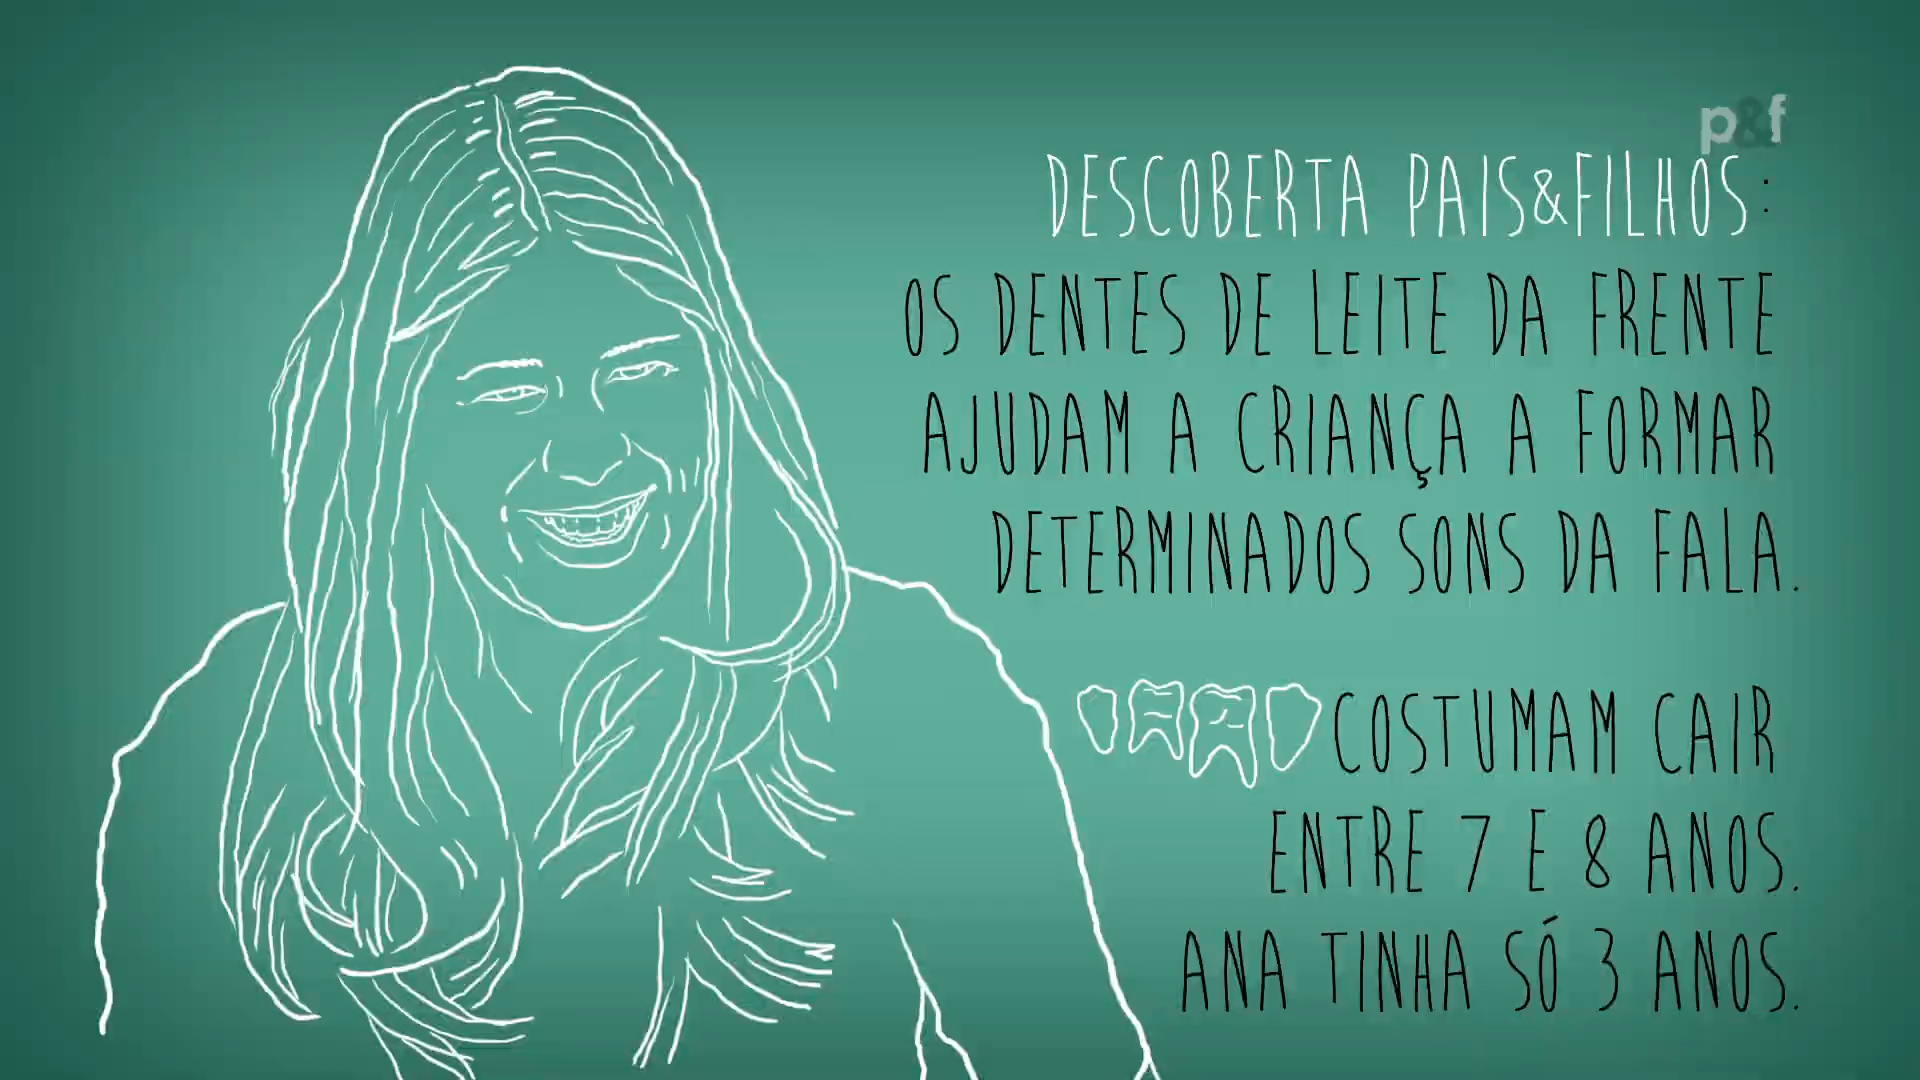 p&f
DESCOBERTA PAIS&FILHOS:
OS DENTES DE LEITE DA FRENTE
AJUDAM A CRIANÇA A FORMAR
DETERMINADOS SONS DA FALA.
COSTUMAM CAIR
ENTRE 7 E 8 ANOS.
ANA TINHA SÓ 3 ANOS.